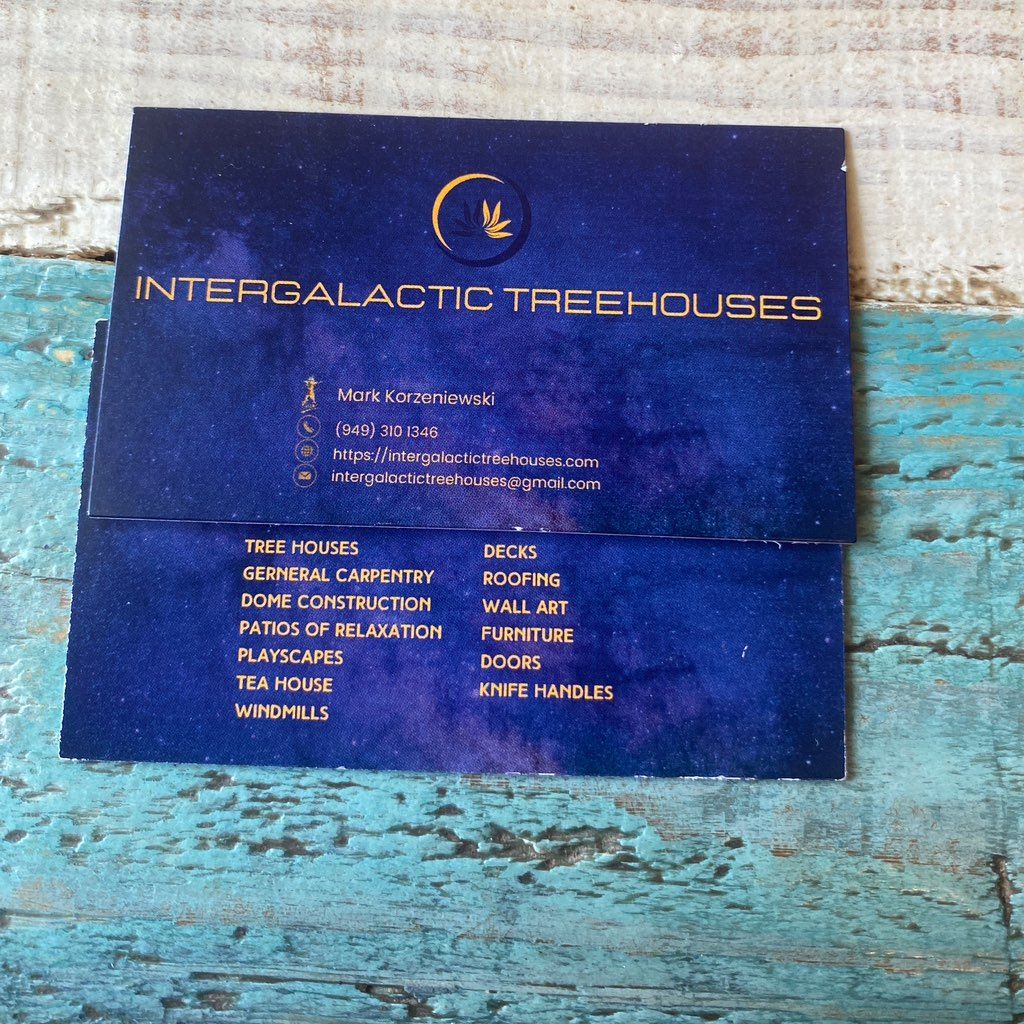 INTERGALACTIC TREEHOUSES
Mark Korzeniewski
(949) 310 1346
https://intergalactictreehouses.com
intergalactictreehouses@gmail.com
TREE HOUSES
GERNERAL CARPENTRY
DOME CONSTRUCTION
PATIOS OF RELAXATION
PLAYSCAPES
TEA HOUSE
WINDMILLS
DECKS
ROOFING
WALL ART
FURNITURE
DOORS
KNIFE HANDLES